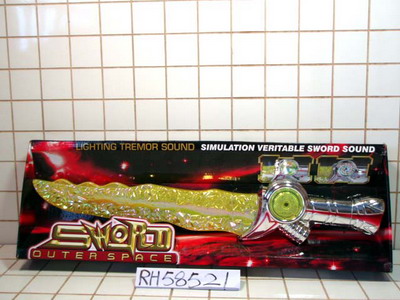 LIGHTING TREMOR SOUND SIMULATION VERITABLE SWORD SOUND
SWORD
OUTER SPACE
RH58521